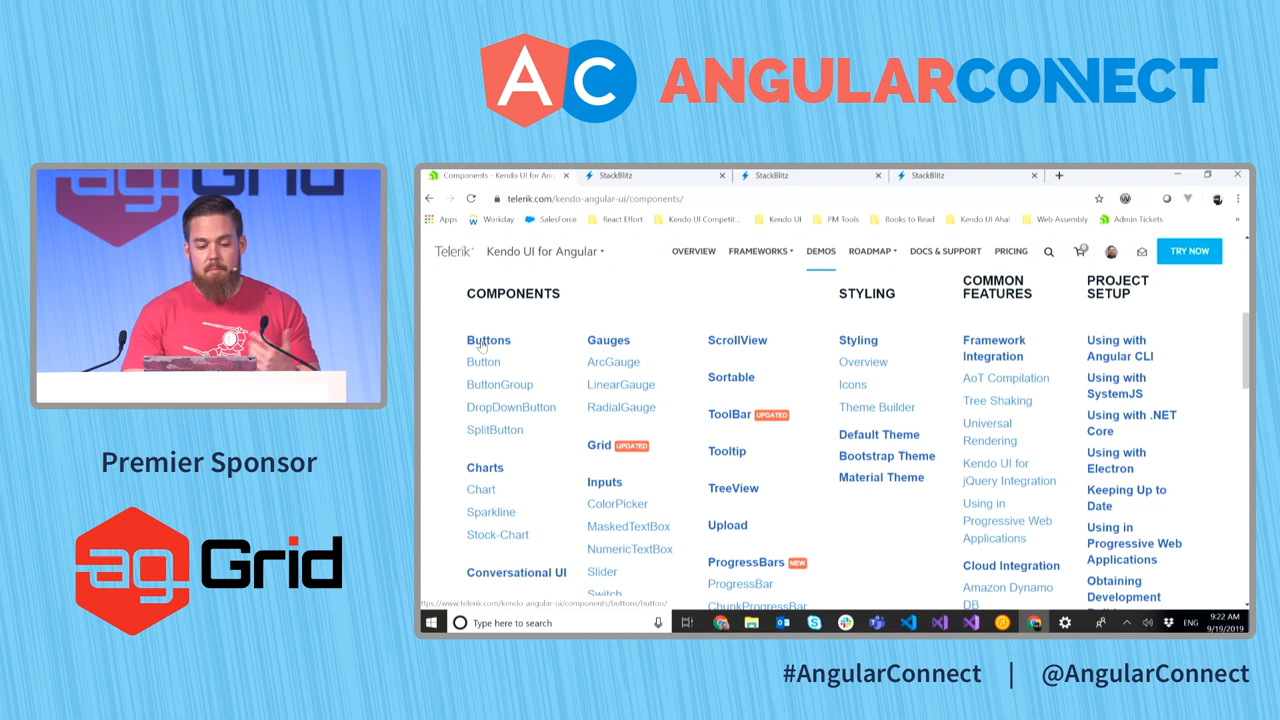 AC ANGULARCONNECT
ag Grid
Components - Kendo UI for Ang
StackBlitz
StackBlitz
StackBlitz
telerik.com/kendo-angular-ui/components/
Apps
Workday
SalesForce
React Effort
Kendo UI Competit...
Kendo UI
PM Tools
Books to Read
Kendo UI Aha!
Web Assembly
Admin Tickets
»
Telerik
Kendo UI for Angular
OVERVIEW
FRAMEWORKS
DEMOS
ROADMAP
DOCS & SUPPORT
PRICING
TRY NOW
COMPONENTS
Buttons
Button
ButtonGroup
DropDownButton
SplitButton
Charts
Chart
Sparkline
Stock-Chart
Conversational UI
Gauges
ArcGauge
LinearGauge
RadialGauge
Grid UPDATED
Inputs
ColorPicker
MaskedTextBox
NumericTextBox
Slider
Switch
ScrollView
Sortable
ToolBar UPDATED
Tooltip
TreeView
Upload
ProgressBars NEW
ProgressBar
ChunkProgressBar
STYLING
Styling
Overview
Icons
Theme Builder
Default Theme
Bootstrap Theme
Material Theme
COMMON
FEATURES
Framework
Integration
AoT Compilation
Tree Shaking
Universal
Rendering
Kendo UI for
jQuery Integration
Using in
Progressive Web
Applications
Cloud Integration
Amazon Dynamo
DB
PROJECT
SETUP
Using with
Angular CLI
Using with
SystemJS
Using with .NET
Core
Using with
Electron
Keeping Up to
Date
Using in
Progressive Web
Applications
Obtaining
Development
ttps://www.telerik.com/kendo-angular-ui/components/buttons/button/
Type here to search
ENG
9:22 AM
9/19/2019
Premier Sponsor
ag Grid
#AngularConnect | @AngularConnect